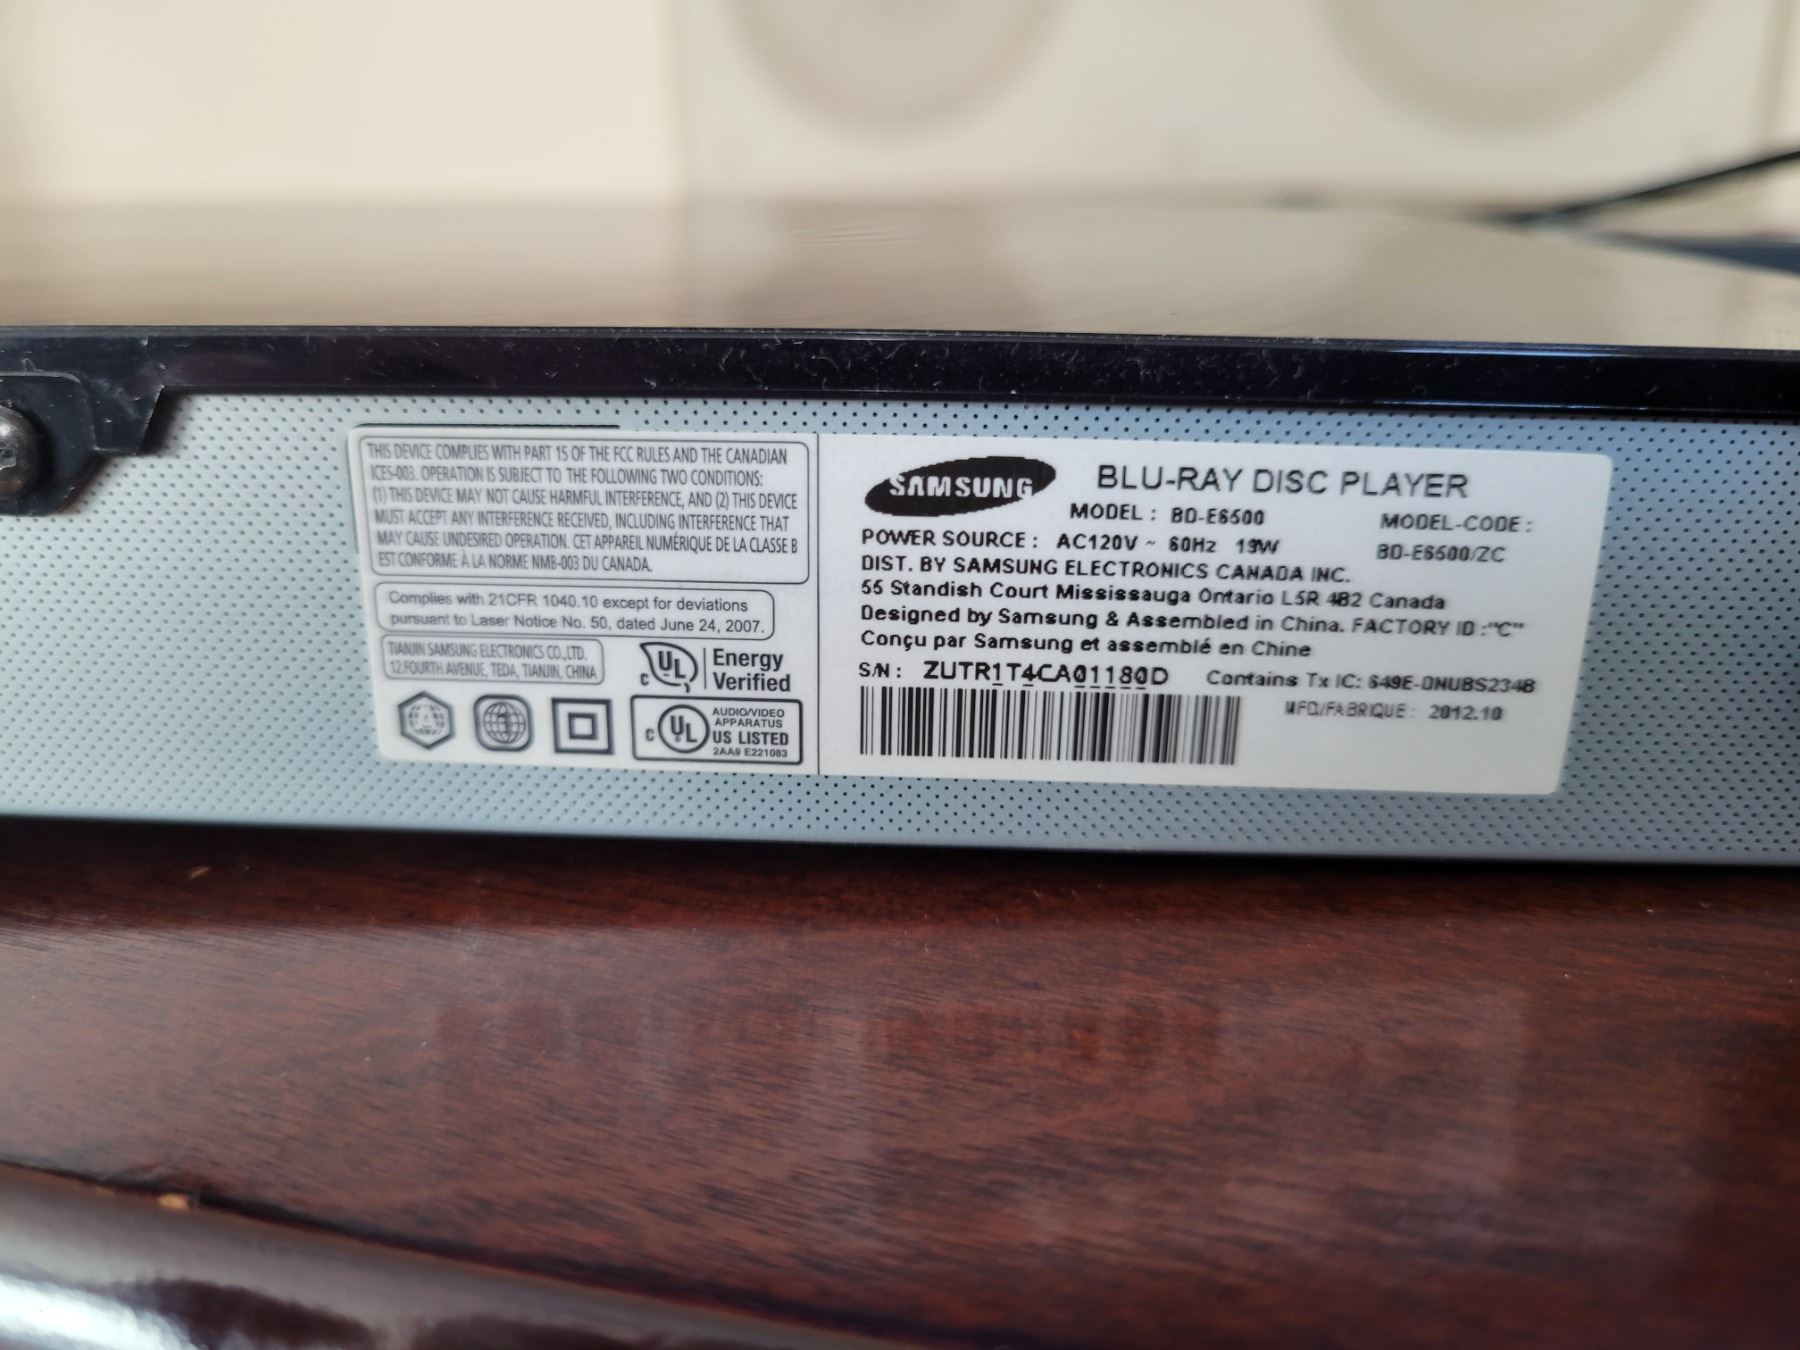 THIS DEVICE COMPLIES WITH PART 15 OF THE FCC RULES AND THE CANADIAN
ICES-003. OPERATION IS SUBJECT TO THE FOLLOWING TWO CONDITIONS:
(1) THIS DEVICE MAY NOT CAUSE HARMFUL INTERFERENCE, AND (2) THIS DEVICE
MUST ACCEPT ANY INTERFERENCE RECEIVED, INCLUDING INTERFERENCE THAT
MAY CAUSE UNDESIRED OPERATION. CET APPAREIL NUMÉRIQUE DE LA CLASSE B
EST CONFORME À LA NORME NMB-003 DU CANADA.
Complies with 21CFR 1040.10 except for deviations
pursuant to Laser Notice No. 50, dated June 24, 2007.
TIANJIN SAMSUNG ELECTRONICS CO.,LTD.
12.FOURTH AVENUE, TEDA, TIANJIN, CHINA
c UL Energy
Verified
c UL AUDIO/VIDEO
APPARATUS
US LISTED
2AA9 E221083
SAMSUNG BLU-RAY DISC PLAYER
MODEL : BD-E6500 MODEL-CODE :
POWER SOURCE : AC120V ~ 60Hz 19W BD-E6500/ZC
DIST. BY SAMSUNG ELECTRONICS CANADA INC.
55 Standish Court Mississauga Ontario L5R 4B2 Canada
Designed by Samsung & Assembled in China. FACTORY ID :"C"
Conçu par Samsung et assemblé en Chine
S/N : ZUTR1T4CA01180D Contains Tx IC: 649E-DNUBS234B
MFD/FABRIQUE : 2012.10